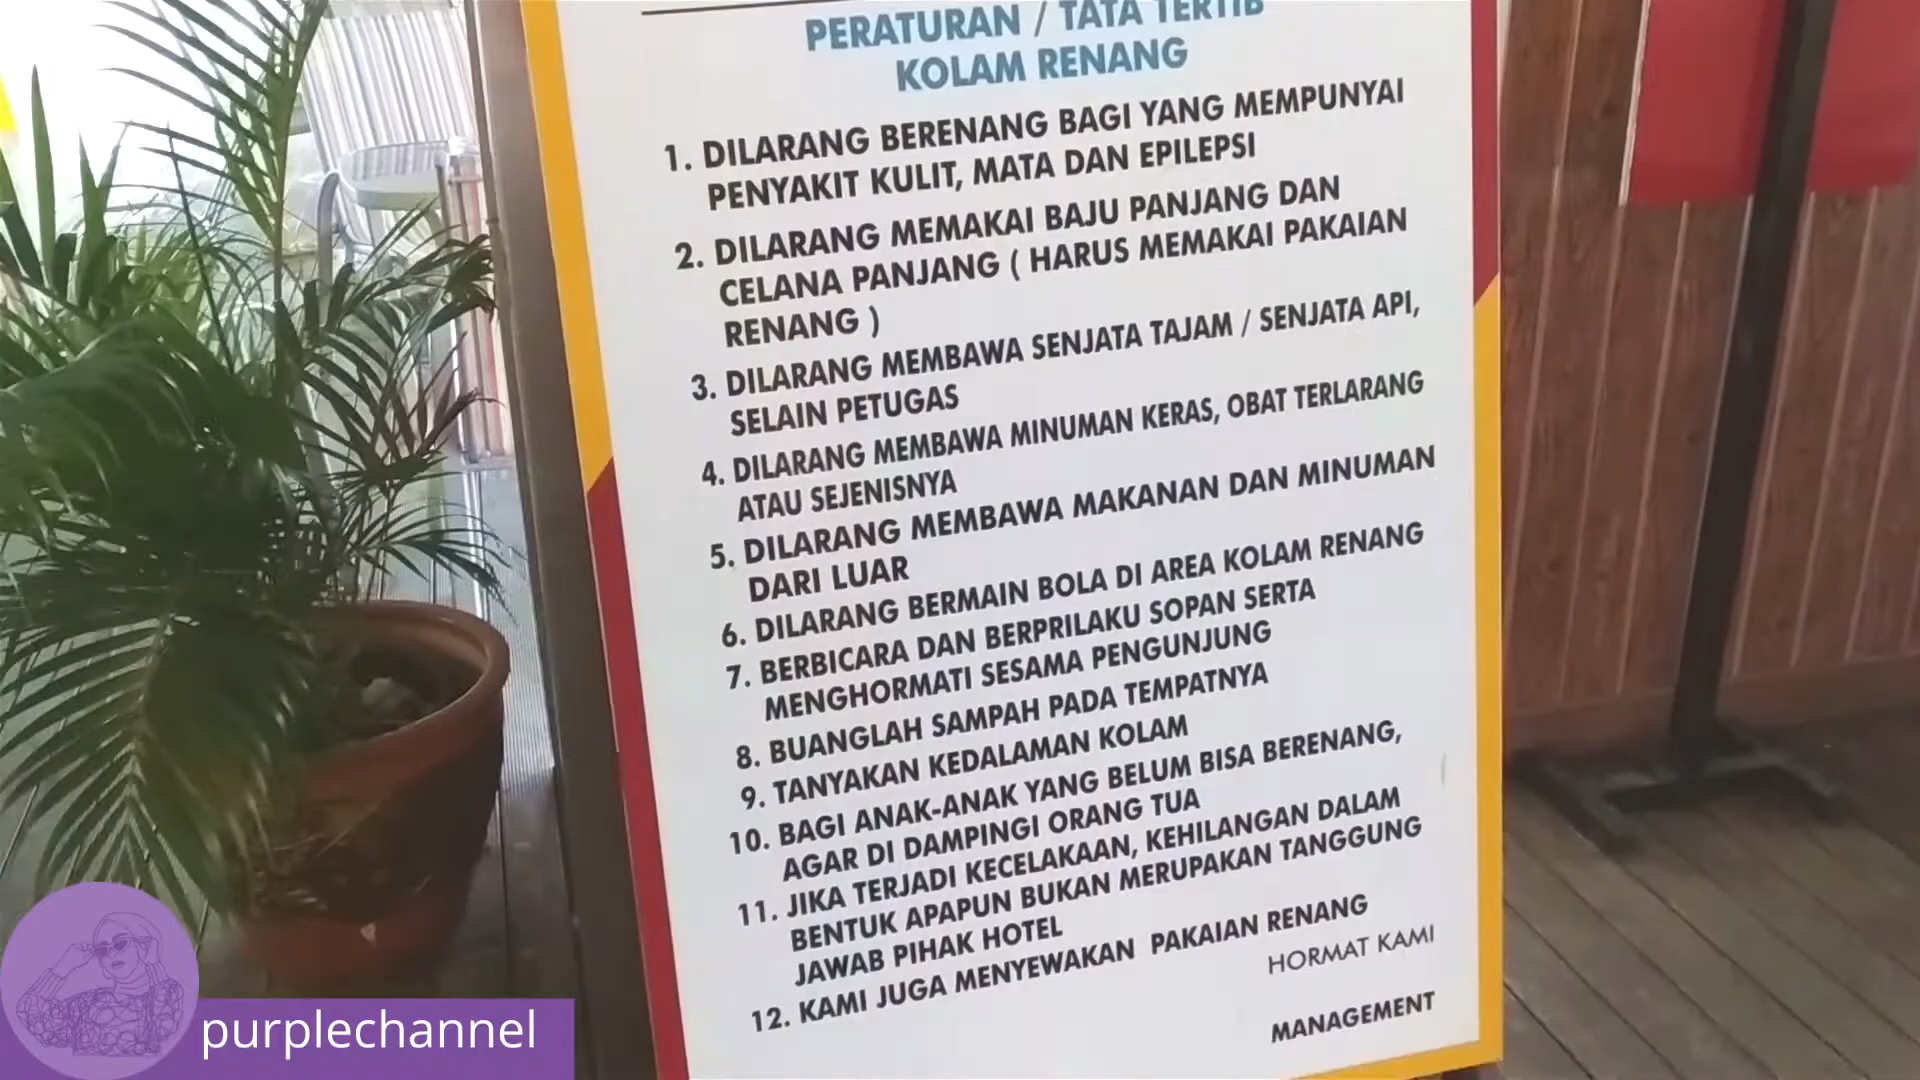 PERATURAN / TATA TERTIB
KOLAM RENANG
1. DILARANG BERENANG BAGI YANG MEMPUNYAI
PENYAKIT KULIT, MATA DAN EPILEPSI
2. DILARANG MEMAKAI BAJU PANJANG DAN
CELANA PANJANG ( HARUS MEMAKAI PAKAIAN
RENANG )
3. DILARANG MEMBAWA SENJATA TAJAM / SENJATA API,
SELAIN PETUGAS
4. DILARANG MEMBAWA MINUMAN KERAS, OBAT TERLARANG
ATAU SEJENISNYA
5. DILARANG MEMBAWA MAKANAN DAN MINUMAN
DARI LUAR
6. DILARANG BERMAIN BOLA DI AREA KOLAM RENANG
7. BERBICARA DAN BERPRILAKU SOPAN SERTA
MENGHORMATI SESAMA PENGUNJUNG
8. BUANGLAH SAMPAH PADA TEMPATNYA
9. TANYAKAN KEDALAMAN KOLAM
10. BAGI ANAK-ANAK YANG BELUM BISA BERENANG,
AGAR DI DAMPINGI ORANG TUA
11. JIKA TERJADI KECELAKAAN, KEHILANGAN DALAM
BENTUK APAPUN BUKAN MERUPAKAN TANGGUNG
JAWAB PIHAK HOTEL
12. KAMI JUGA MENYEWAKAN PAKAIAN RENANG
HORMAT KAMI
MANAGEMENT
purplechannel